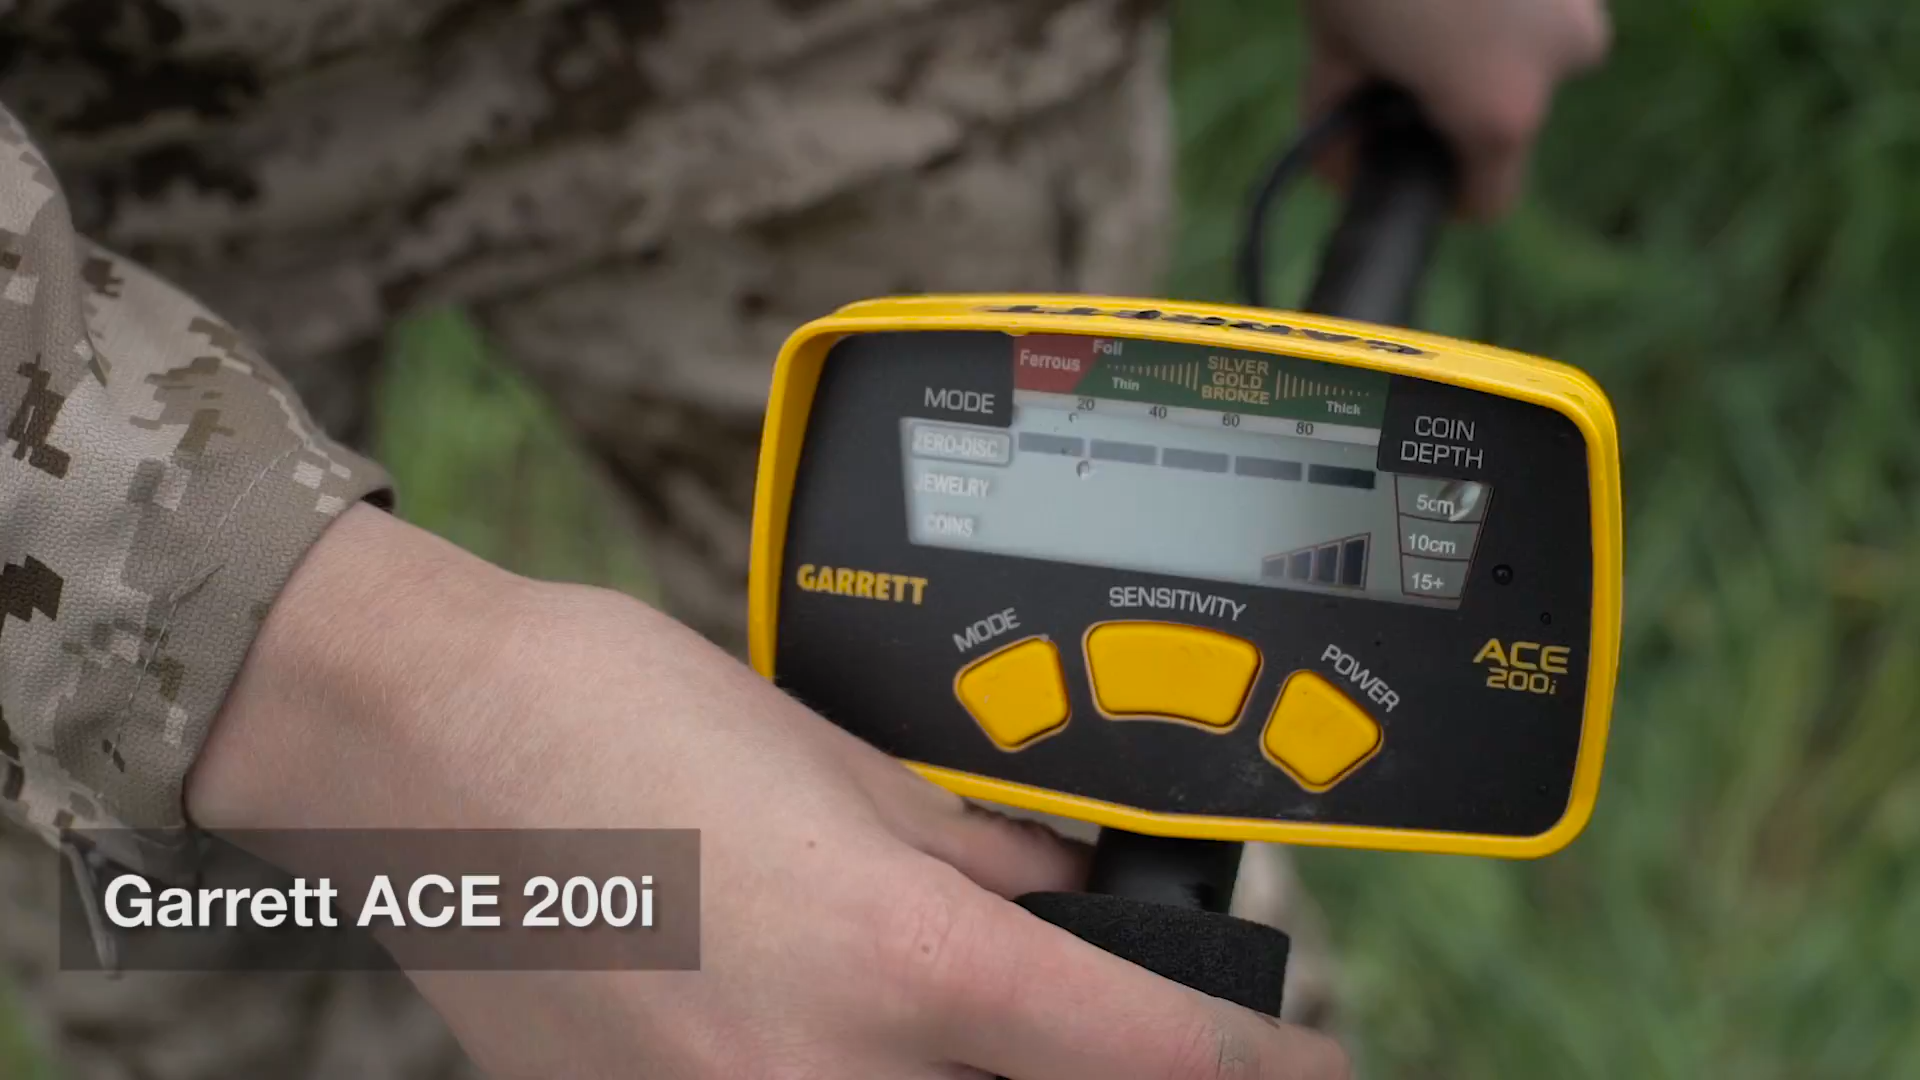 GARRETT
Ferrous
Foil
Thin
SILVER
GOLD
BRONZE
Thick
MODE
20 40 60 80
COIN
DEPTH
ZERO-DISC
JEWELRY
COINS
5cm
10cm
15+
GARRETT
SENSITIVITY
MODE
POWER
ACE
200i
Garrett ACE 200i